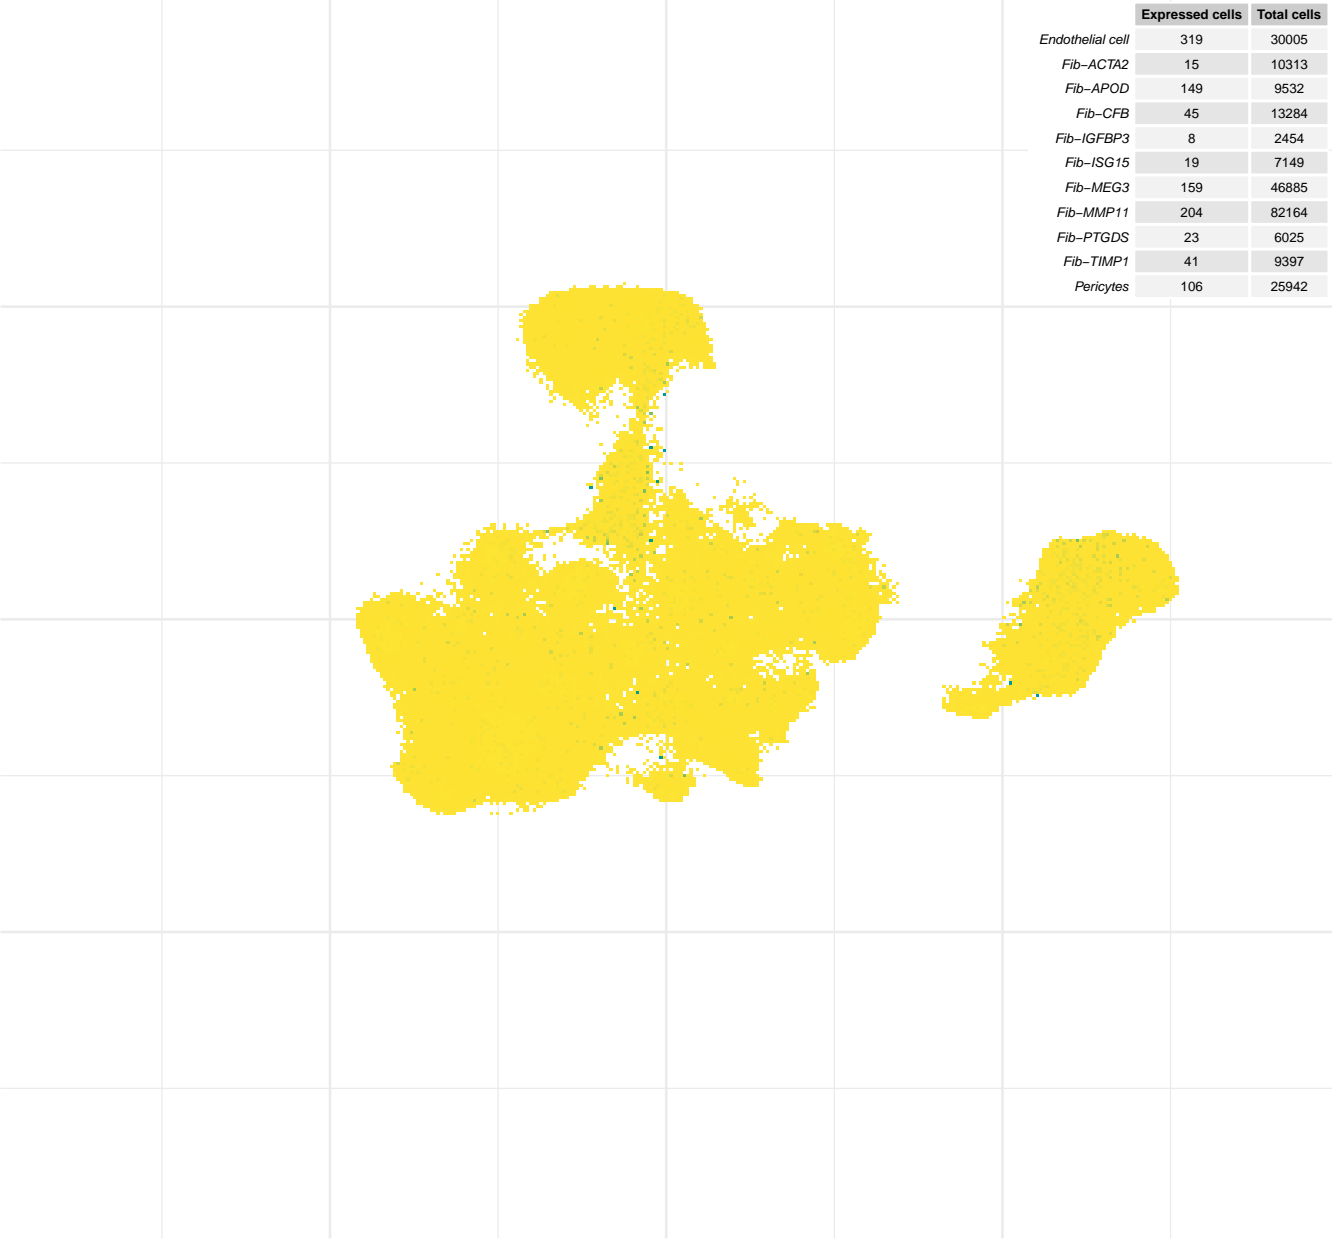 Expressed cells Total cells
Endothelial cell 319 30005
Fib−ACTA2 15 10313
Fib−APOD 149 9532
Fib−CFB 45 13284
Fib−IGFBP3 8 2454
Fib−ISG15 19 7149
Fib−MEG3 159 46885
Fib−MMP11 204 82164
Fib−PTGDS 23 6025
Fib−TIMP1 41 9397
Pericytes 106 25942